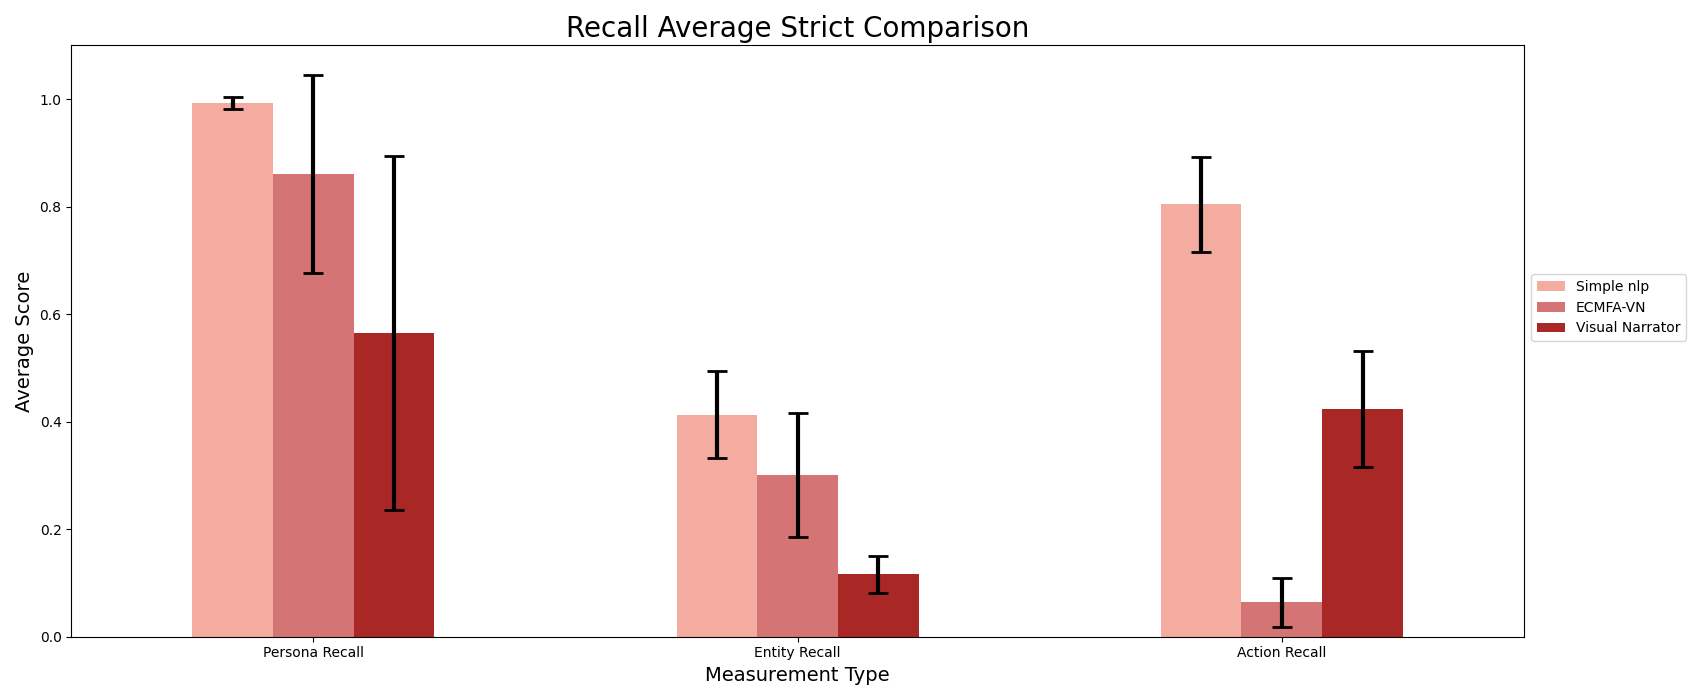 Recall Average Strict Comparison
Average Score
1.0
0.8
0.6
0.4
0.2
0.0
Persona Recall
Entity Recall
Action Recall
Measurement Type
Simple nlp
ECMFA-VN
Visual Narrator